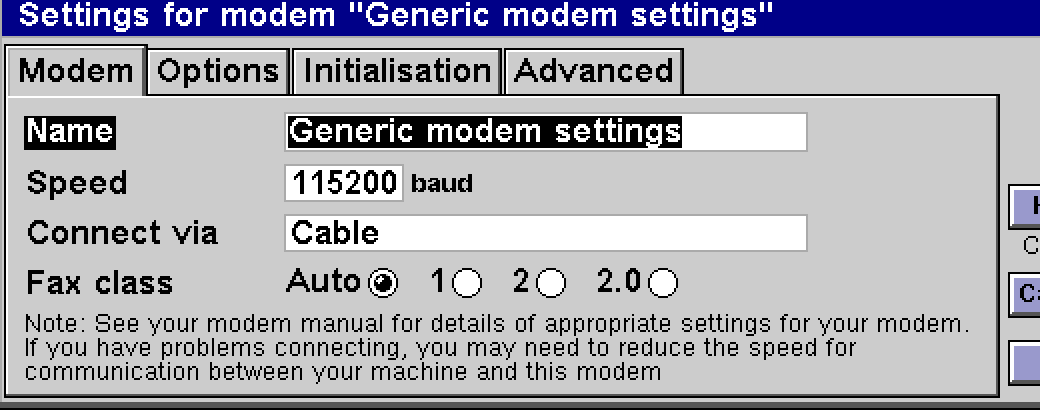 Settings for modem "Generic modem settings"
Modem Options Initialisation Advanced
Name Generic modem settings
Speed 115200 baud
Connect via Cable
Fax class Auto 1 2 2.0
Note: See your modem manual for details of appropriate settings for your modem.
If you have problems connecting, you may need to reduce the speed for
communication between your machine and this modem